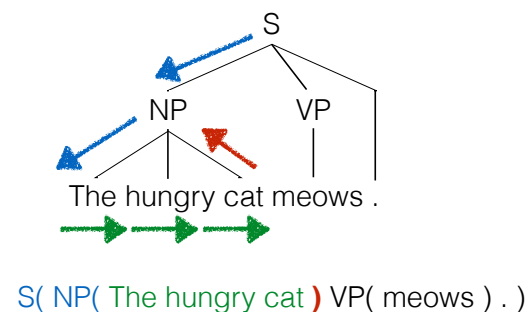 S
NP VP
The hungry cat meows .
S( NP( The hungry cat ) VP( meows ) . )